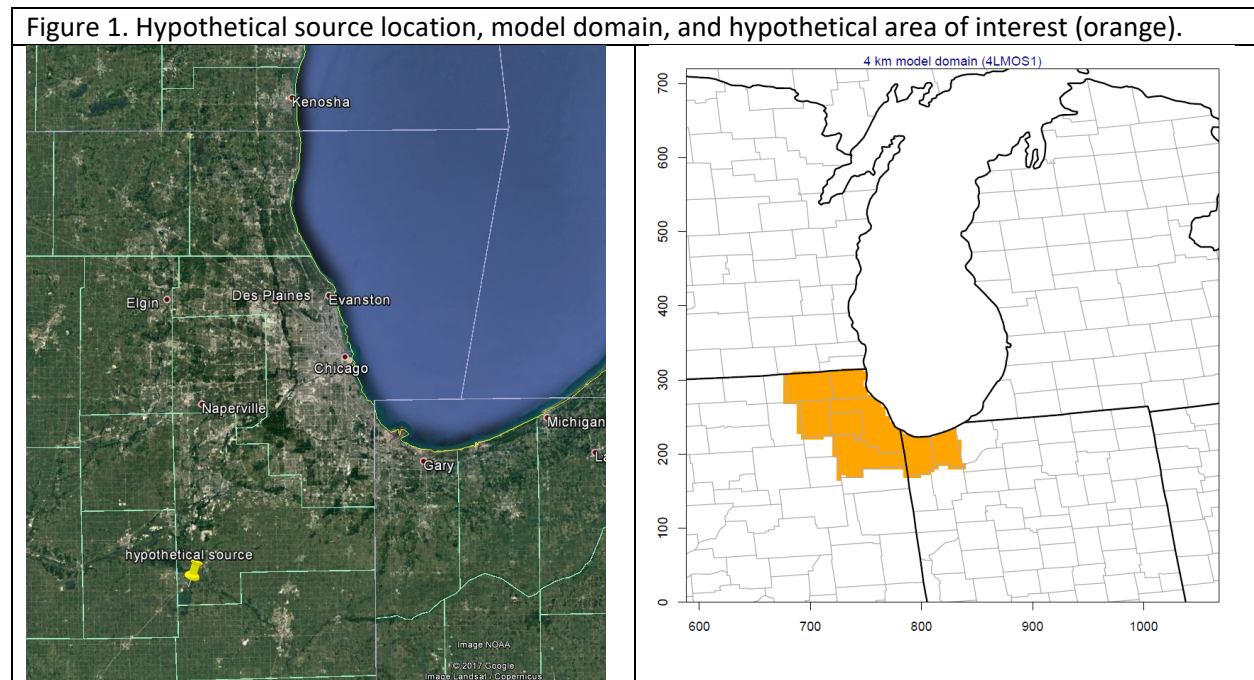 Figure 1. Hypothetical source location, model domain, and hypothetical area of interest (orange).
Kenosha
Elgin
Des Plaines
Evanston
Chicago
Naperville
Michigan
La
Gary
hypothetical source
Image NOAA
© 2017 Google
Image Landsat / Copernicus
4 km model domain (4LMOS1)
700
600
500
400
300
200
100
0
600
700
800
900
1000